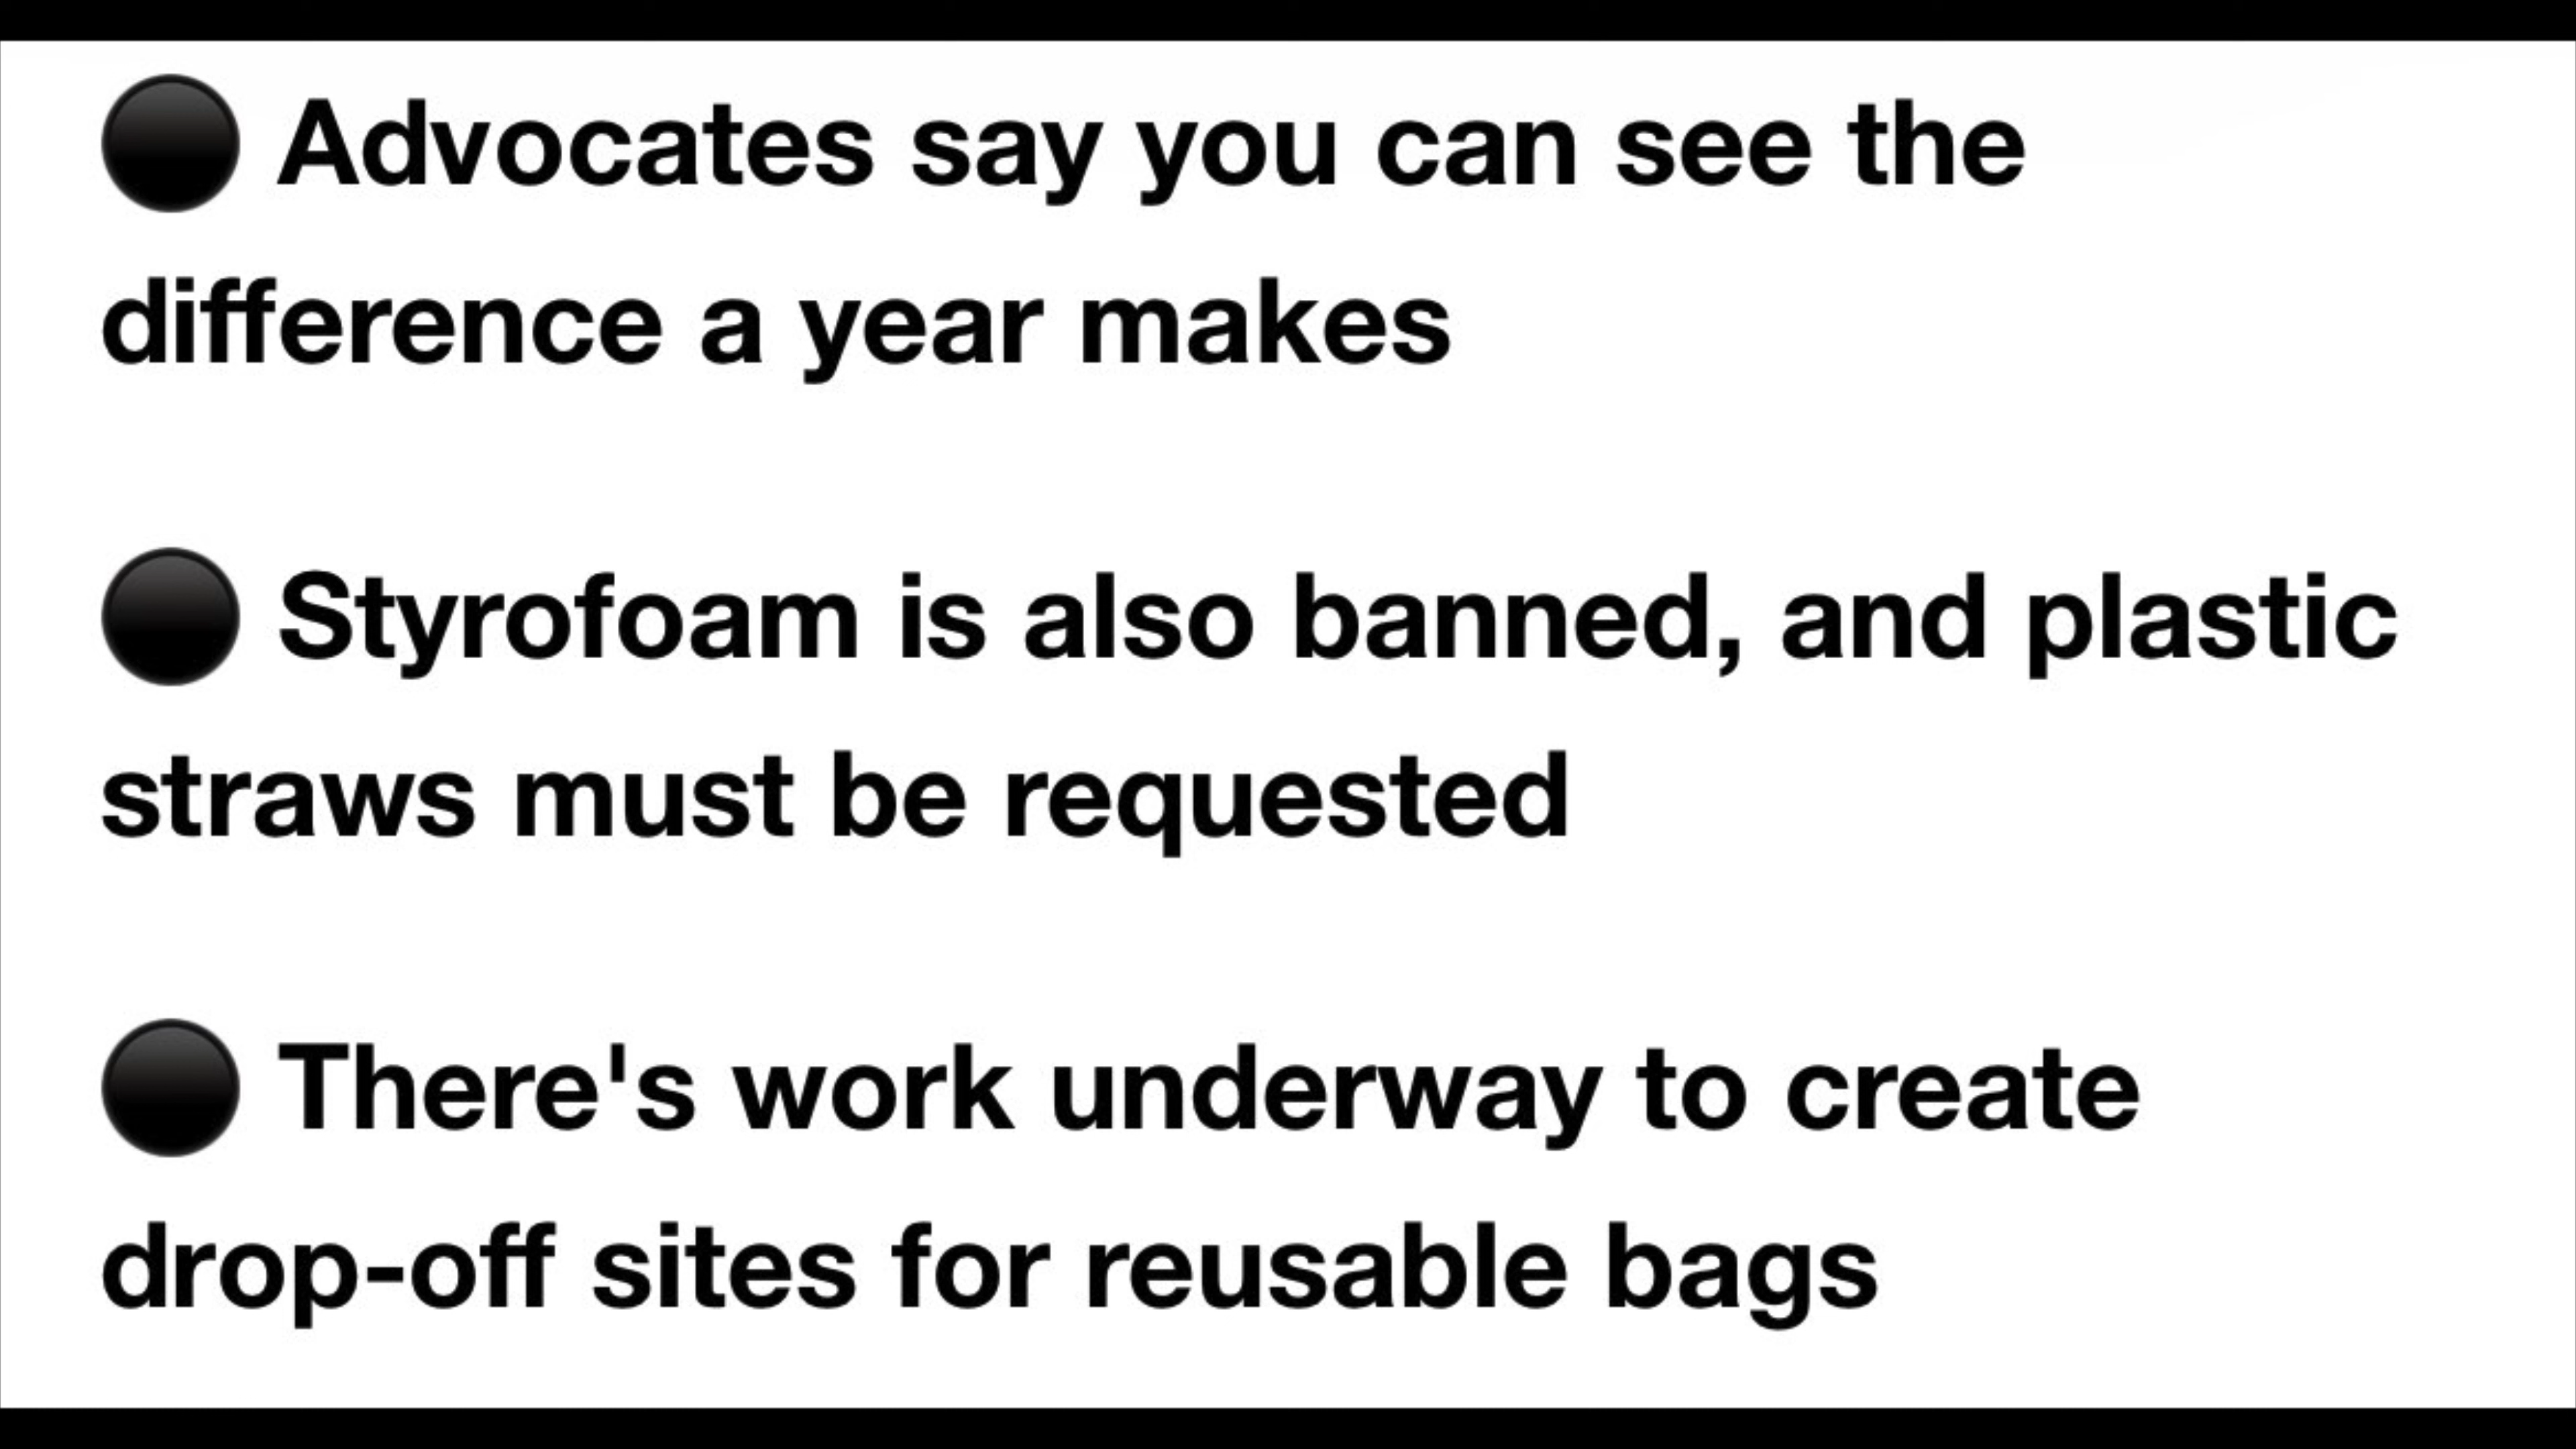 ⚫ Advocates say you can see the
difference a year makes
⚫ Styrofoam is also banned, and plastic
straws must be requested
⚫ There's work underway to create
drop-off sites for reusable bags